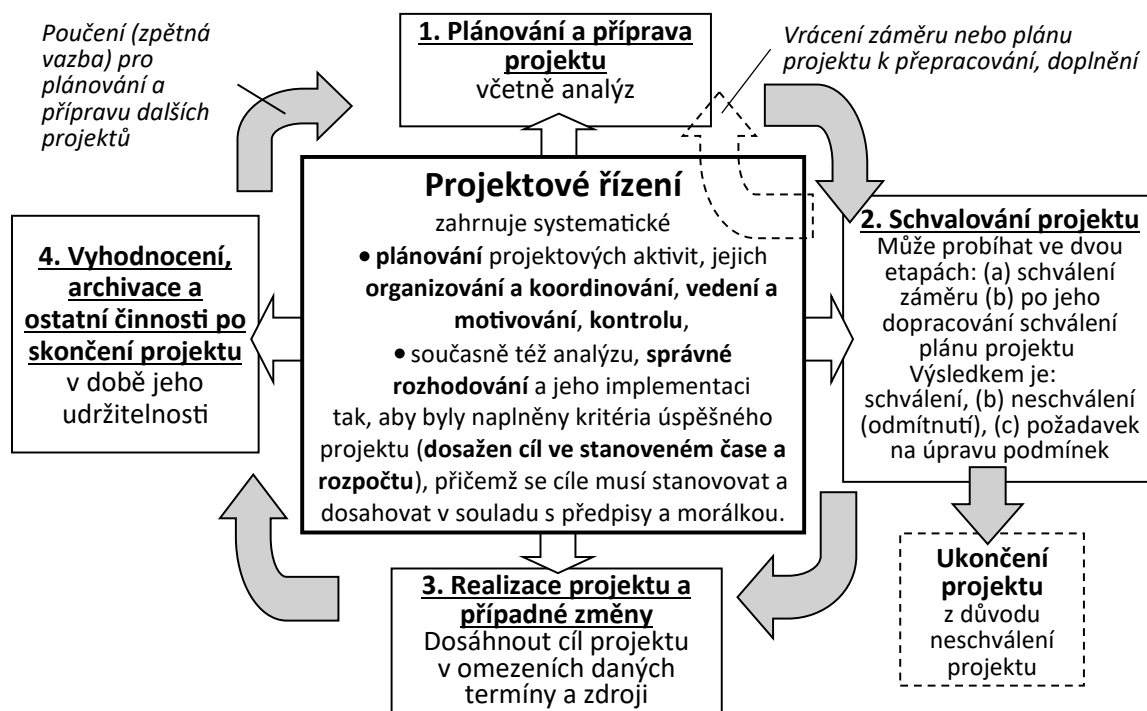 Poučení (zpětná
vazba) pro
plánování a
přípravu dalších
projektů
1. Plánování a příprava
projektu
včetně analýz
Vrácení záměru nebo plánu
projektu k přepracování, doplnění
Projektové řízení
zahrnuje systematické
• plánování projektových aktivit, jejich
organizování a koordinování, vedení a
motivování, kontrolu,
• současně též analýzu, správné
rozhodování a jeho implementaci
tak, aby byly naplněny kritéria úspěšného
projektu (dosažen cíl ve stanoveném čase a
rozpočtu), přičemž se cíle musí stanovovat a
dosahovat v souladu s předpisy a morálkou.
2. Schvalování projektu
Může probíhat ve dvou
etapách: (a) schválení
záměru (b) po jeho
dopracování schválení
plánu projektu
Výsledkem je:
schválení, (b) neschválení
(odmítnutí), (c) požadavek
na úpravu podmínek
4. Vyhodnocení,
archivace a
ostatní činnosti po
skončení projektu
v době jeho
udržitelnosti
3. Realizace projektu a
případné změny
Dosáhnout cíl projektu
v omezeních daných
termíny a zdroji
Ukončení
projektu
z důvodu
neschválení
projektu